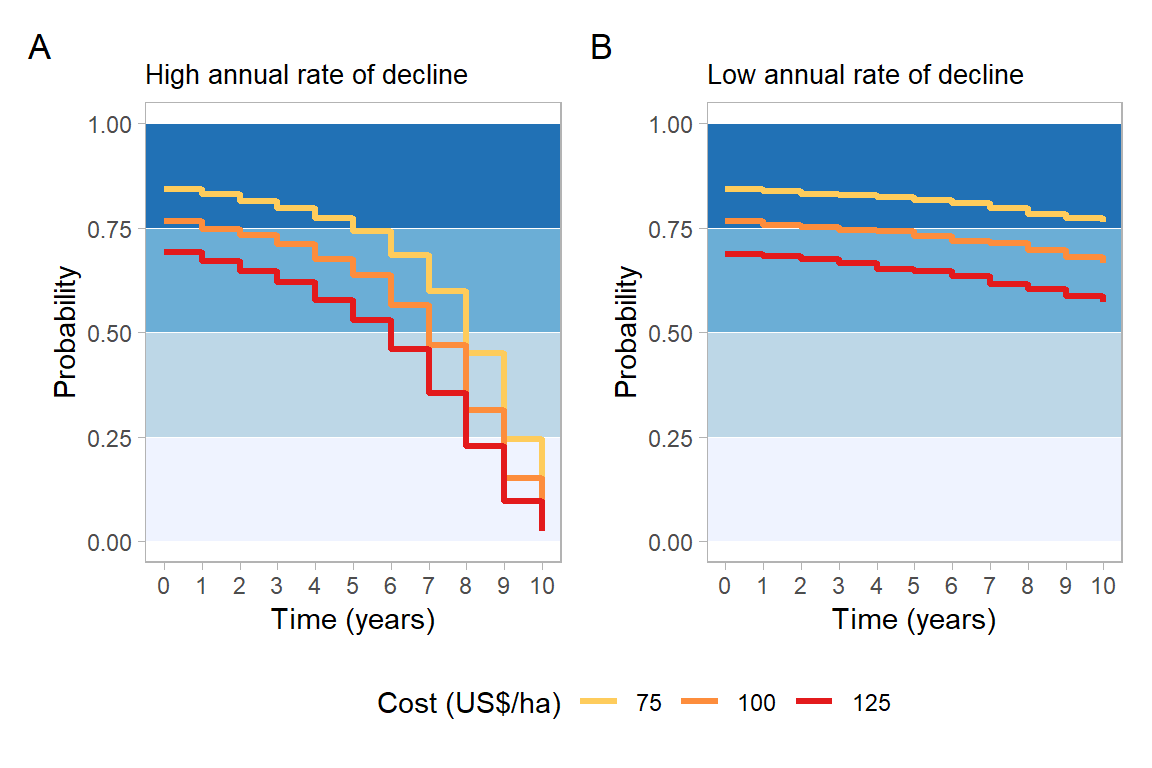 A
High annual rate of decline
1.00
0.75
0.50
0.25
0.00
Probability
0 1 2 3 4 5 6 7 8 9 10
Time (years)
B
Low annual rate of decline
1.00
0.75
0.50
0.25
0.00
Probability
0 1 2 3 4 5 6 7 8 9 10
Time (years)
Cost (US$/ha) 75 100 125